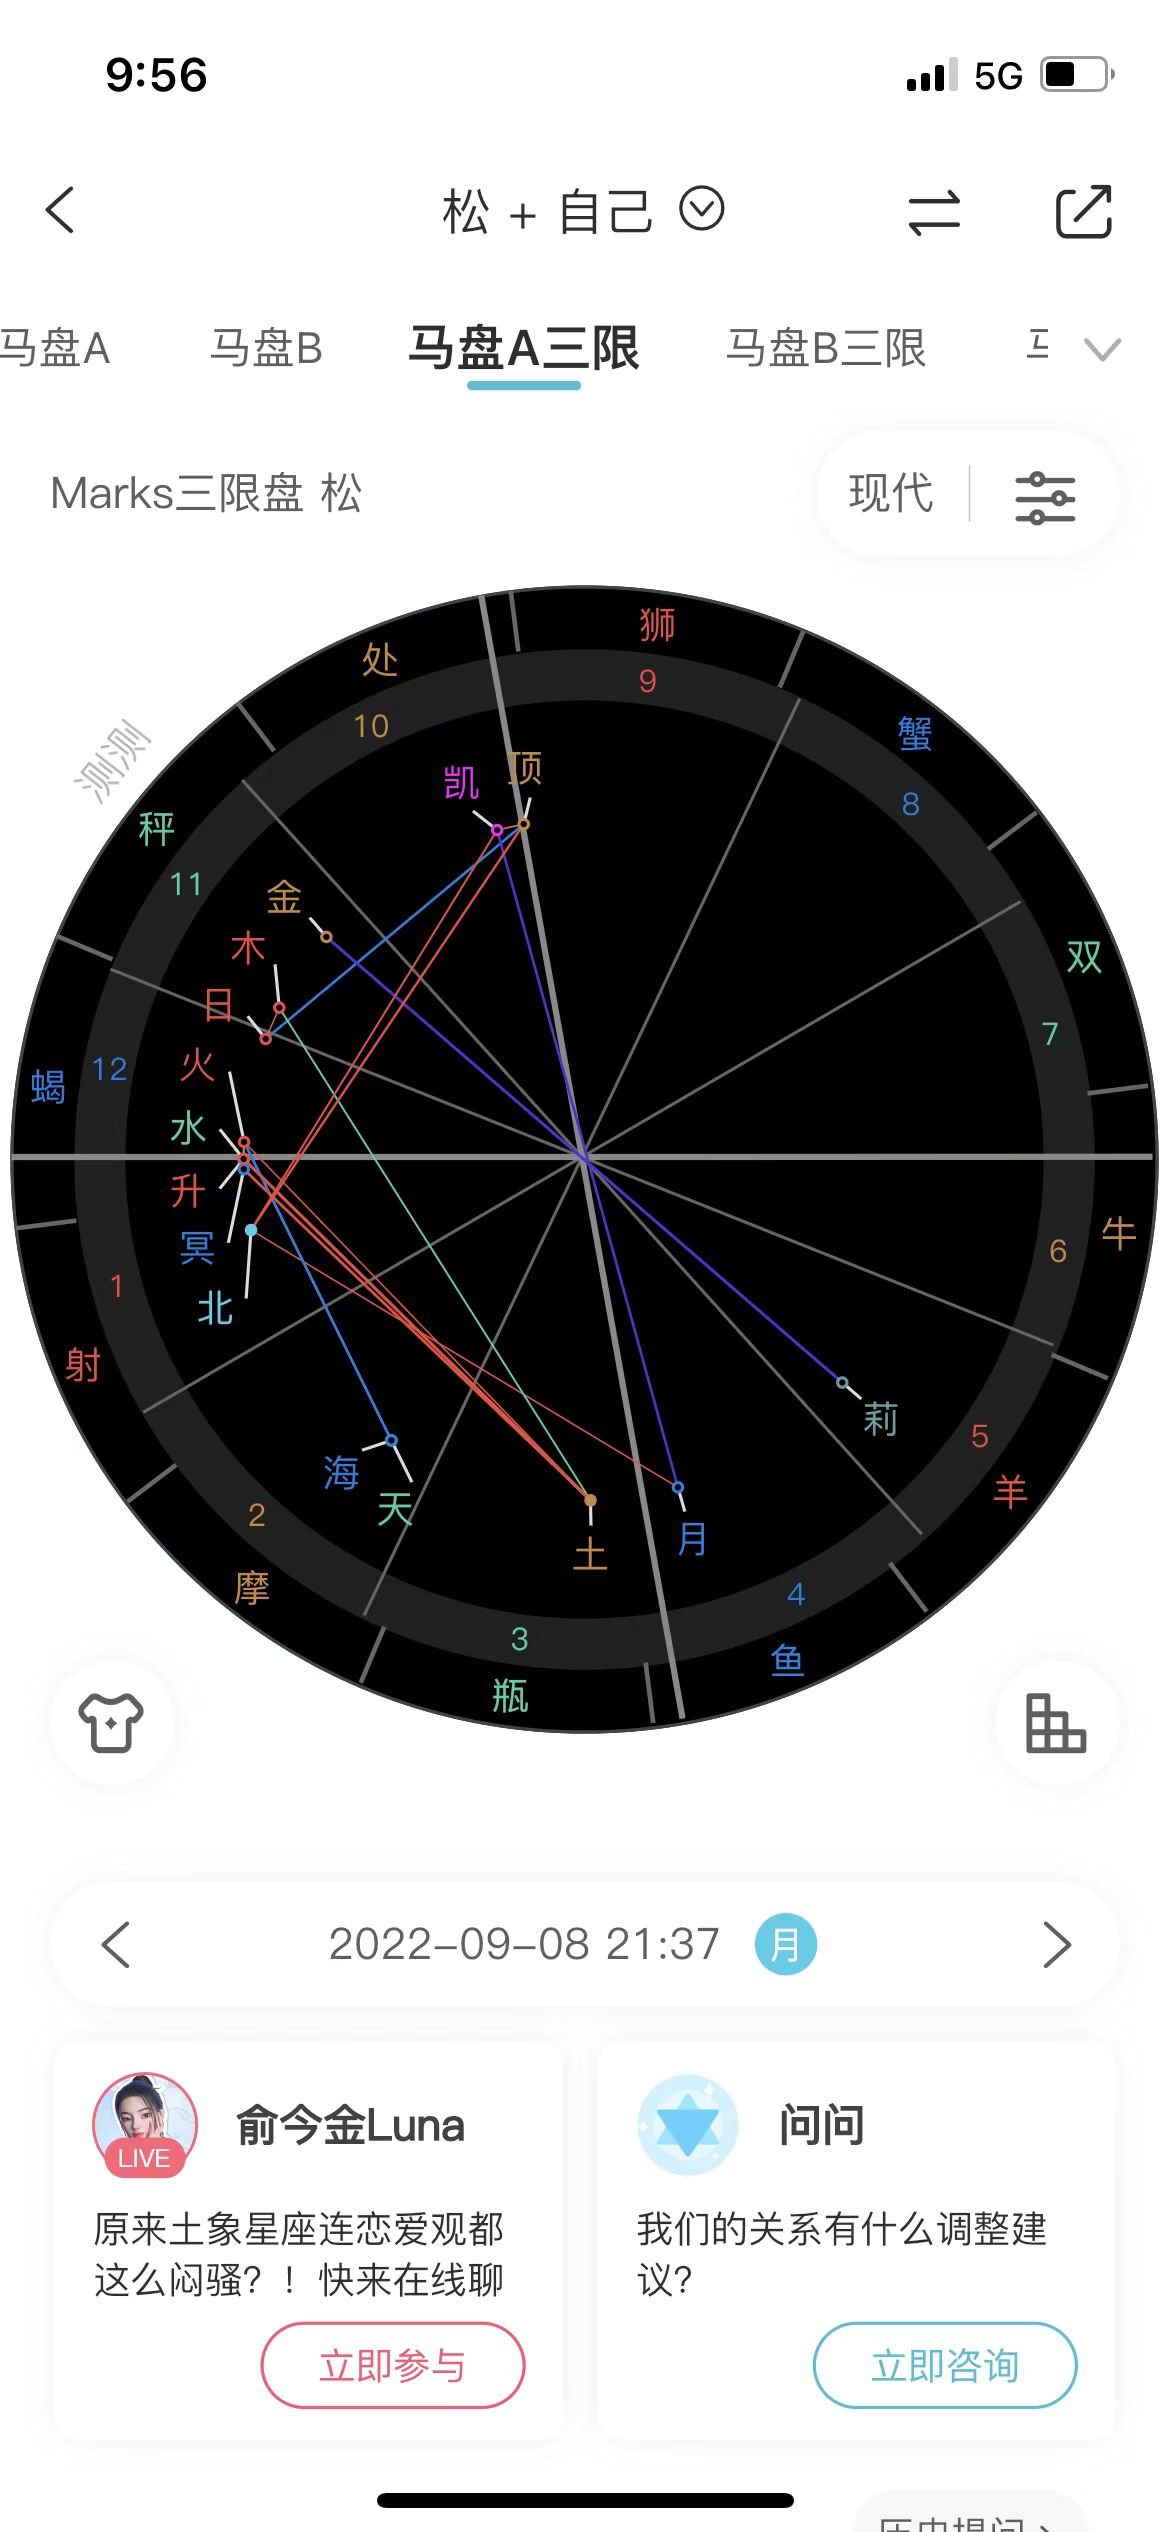 9:56
5G
松 + 自己
马盘A 马盘B 马盘A三限 马盘B三限
Marks三限盘 松
现代
狮
9
处
10
蟹
8
测测
顶
凯
秤
11
金
木
双
日
7
火
12
蝎
水
升
牛
冥
6
1
北
射
莉
5
海
羊
天
2
土
月
摩
4
3
鱼
瓶
2022-09-08 21:37 月
俞今金Luna
LIVE
原来土象星座连恋爱观都
这么闷骚?! 快来在线聊
立即参与
问问
我们的关系有什么调整建
议?
立即咨询
历史提问